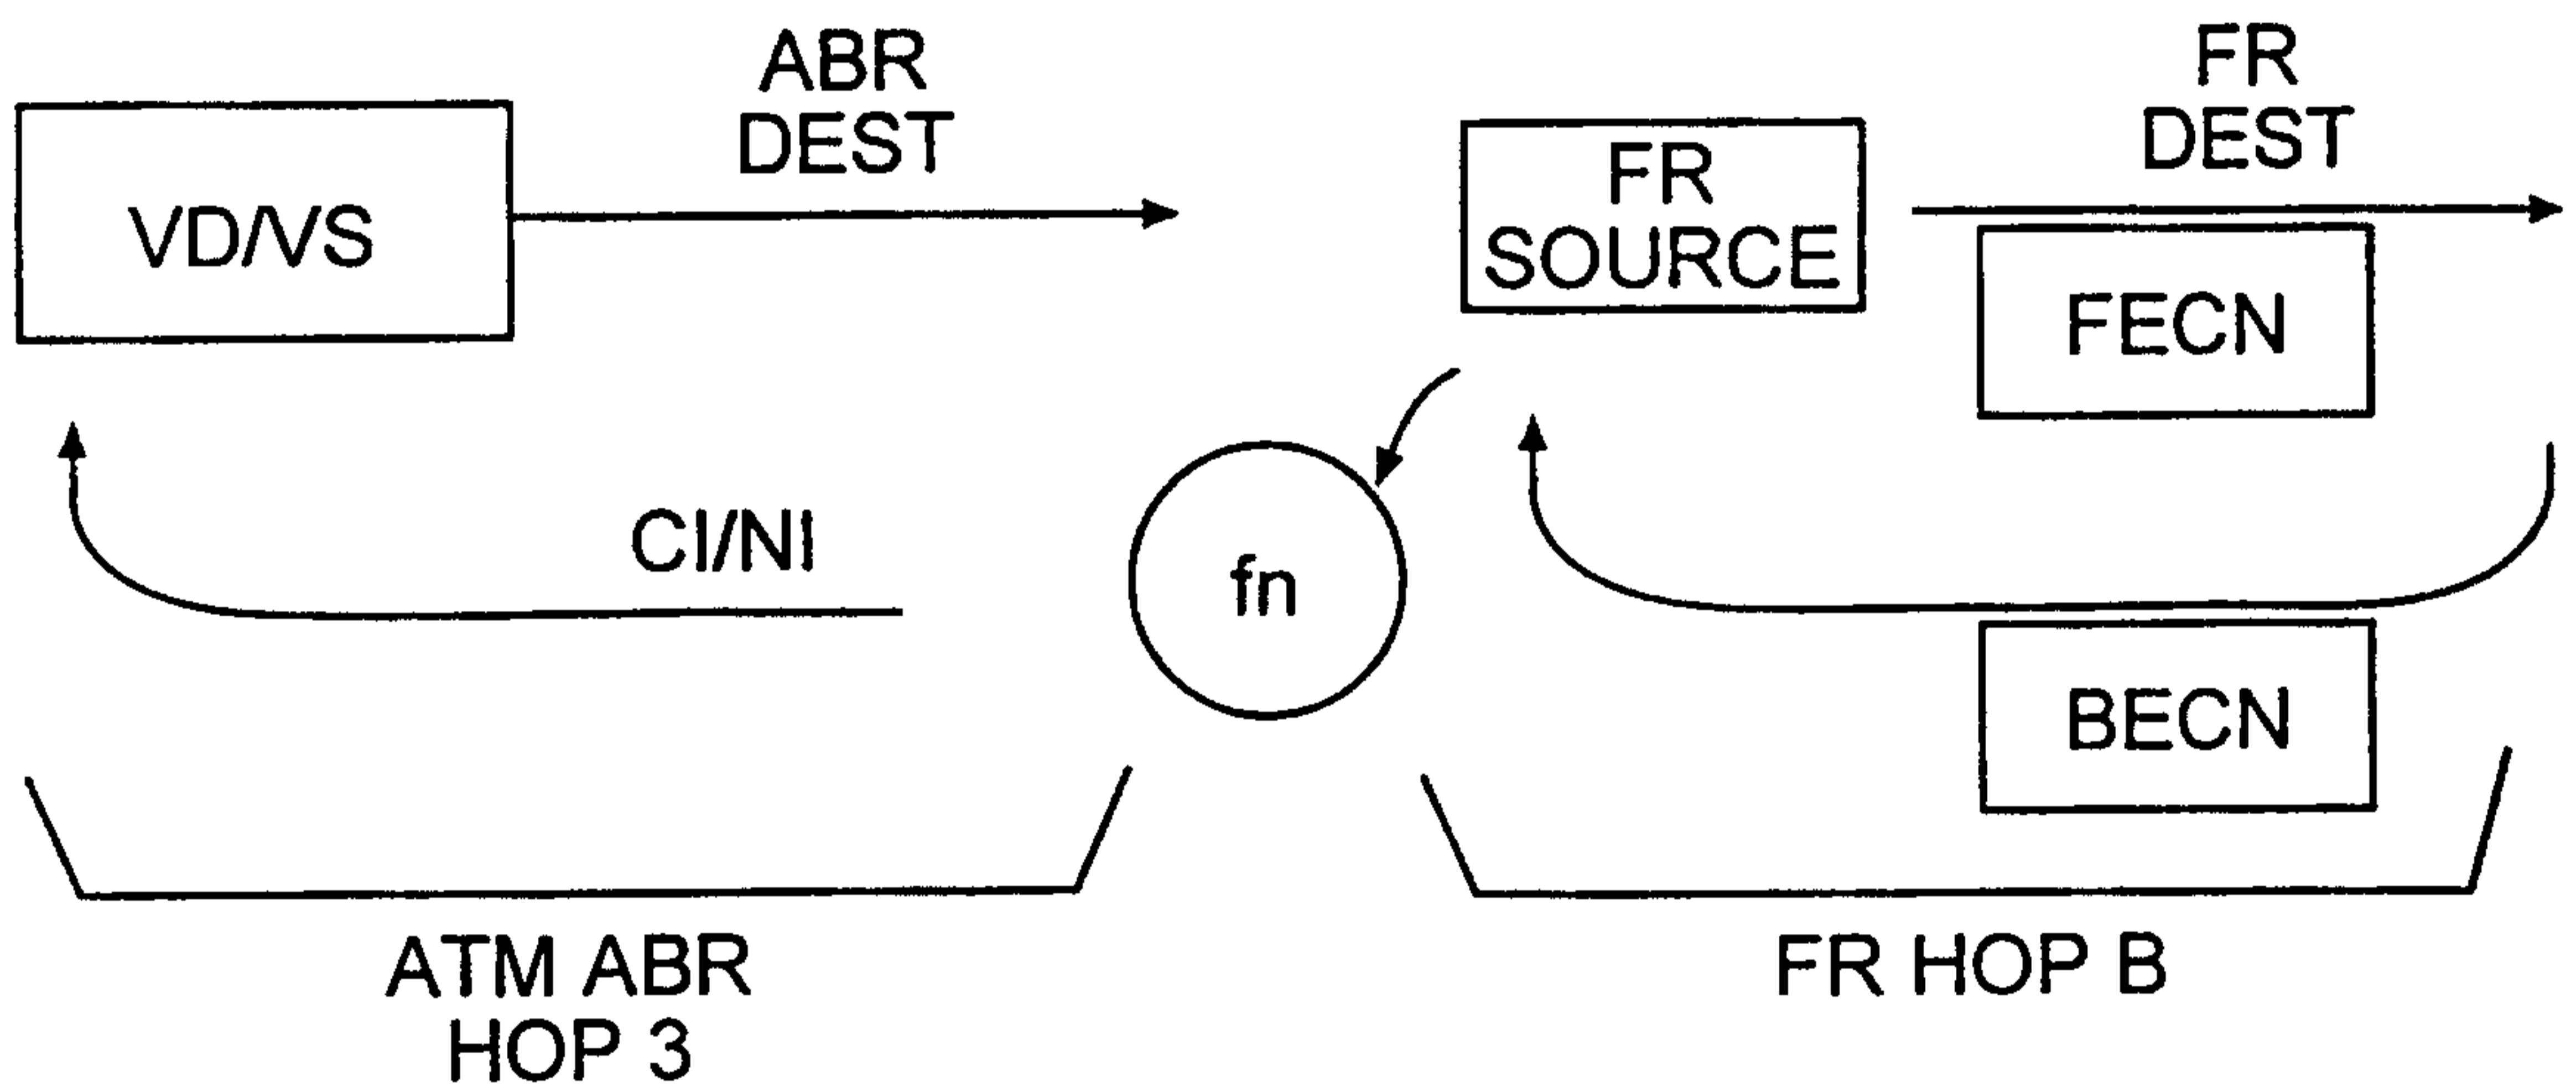 ABR
DEST
FR
DEST
VD/VS
FR
SOURCE
FECN
CI/NI
fn
BECN
ATM ABR
HOP 3
FR HOP B